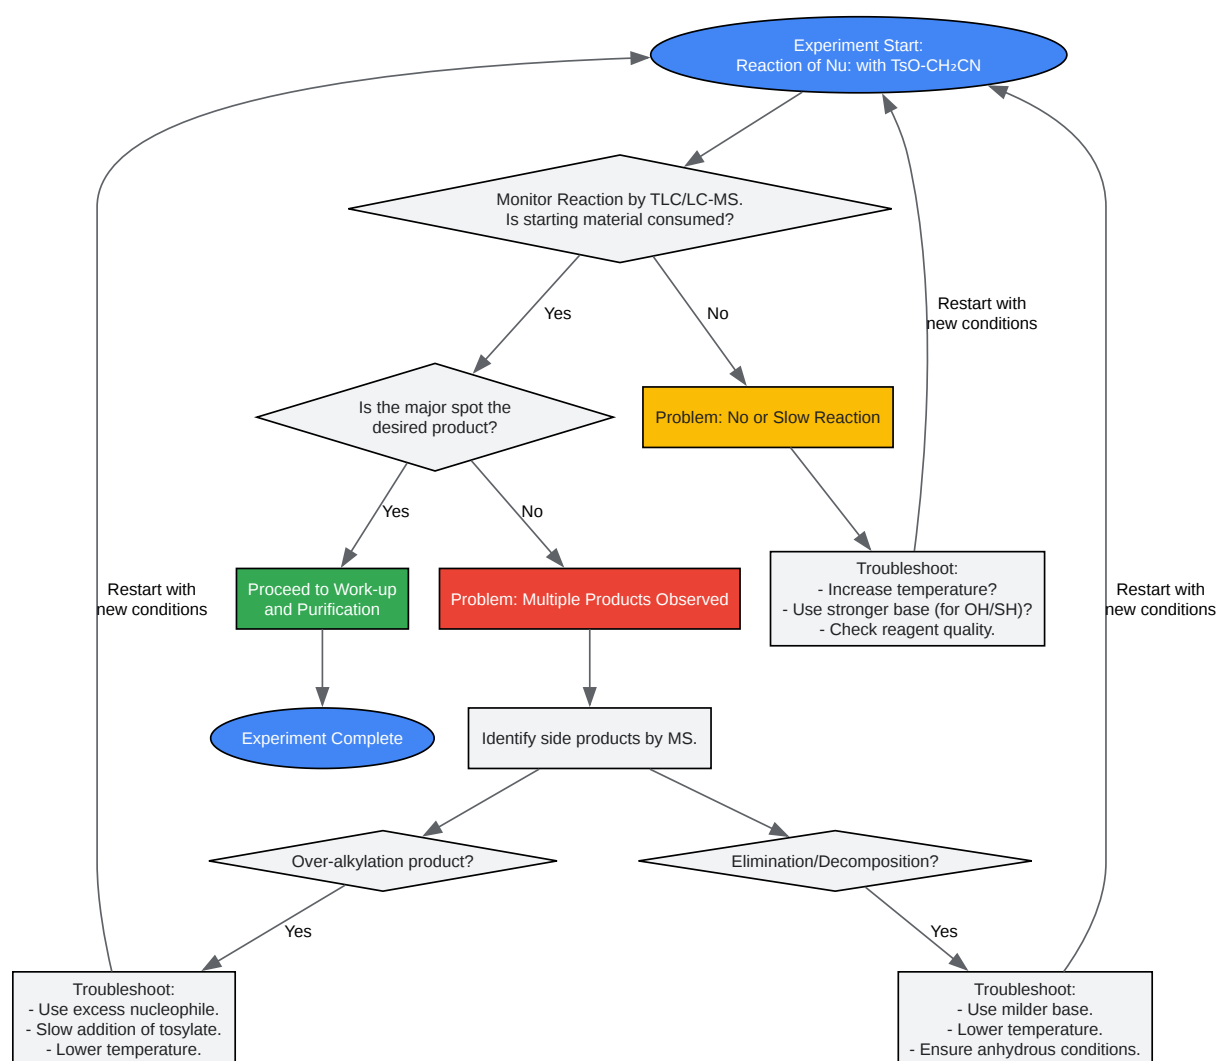 Experiment Start:
Reaction of Nu: with TsO-CH₂CN
Monitor Reaction by TLC/LC-MS.
Is starting material consumed?
Restart with
new conditions
Yes
No
Is the major spot the
desired product?
Problem: No or Slow Reaction
Yes
No
Troubleshoot:
- Increase temperature?
- Use stronger base (for OH/SH)?
- Check reagent quality.
Restart with
new conditions
Proceed to Work-up
and Purification
Problem: Multiple Products Observed
Restart with
new conditions
Experiment Complete
Identify side products by MS.
Over-alkylation product?
Elimination/Decomposition?
Yes
Yes
Troubleshoot:
- Use excess nucleophile.
- Slow addition of tosylate.
- Lower temperature.
Troubleshoot:
- Use milder base.
- Lower temperature.
- Ensure anhydrous conditions.